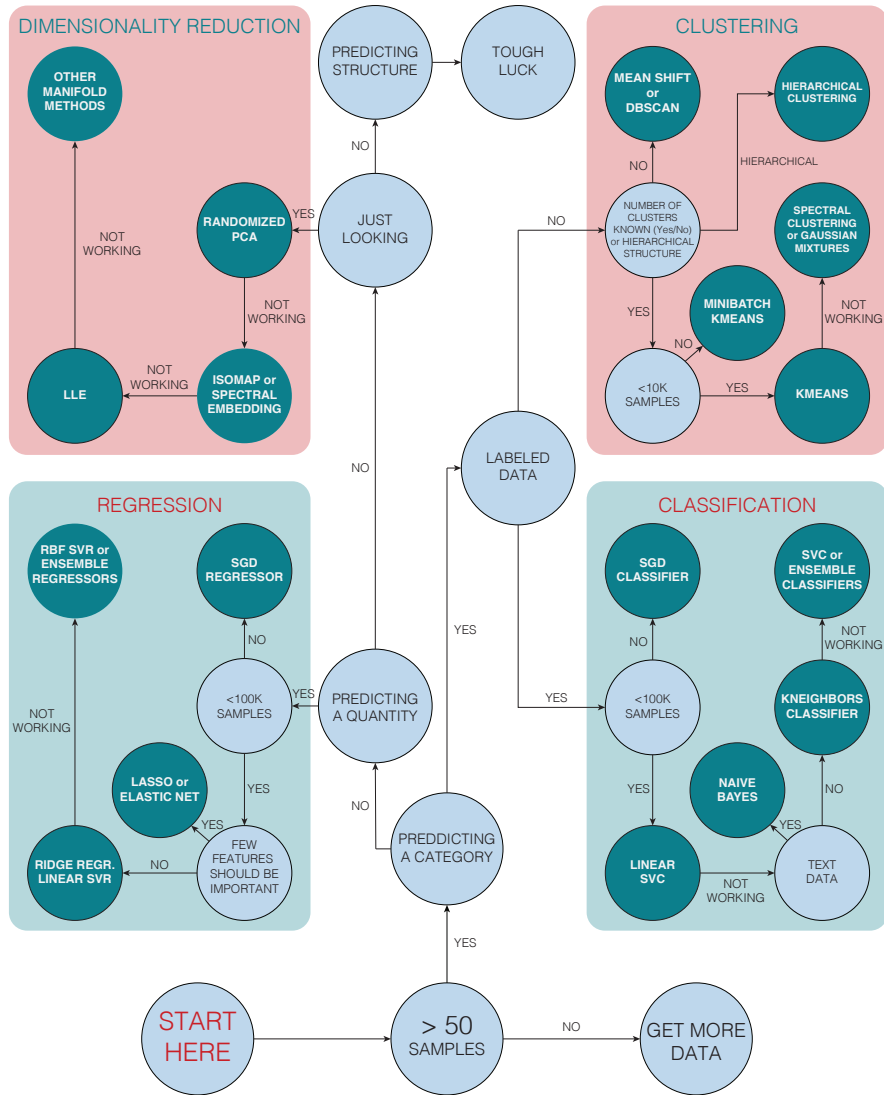 DIMENSIONALITY REDUCTION
OTHER
MANIFOLD
METHODS
NOT
WORKING
RANDOMIZED
PCA
YES
NOT
WORKING
NOT
WORKING
LLE
ISOMAP or
SPECTRAL
EMBEDDING
PREDICTING
STRUCTURE
TOUGH
LUCK
NO
JUST
LOOKING
NO
CLUSTERING
MEAN SHIFT
or
DBSCAN
HIERARCHICAL
CLUSTERING
NO
HIERARCHICAL
NO
NUMBER OF
CLUSTERS
KNOWN (Yes/No)
or HIERARCHICAL
STRUCTURE
SPECTRAL
CLUSTERING
or GAUSSIAN
MIXTURES
YES
MINIBATCH
KMEANS
NOT
WORKING
NO
<10K
SAMPLES
YES
KMEANS
LABELED
DATA
YES
YES
REGRESSION
RBF SVR or
ENSEMBLE
REGRESSORS
SGD
REGRESSOR
NO
<100K
SAMPLES
YES
PREDICTING
A QUANTITY
NOT
WORKING
LASSO or
ELASTIC NET
YES
YES
RIDGE REGR.
LINEAR SVR
NO
FEW
FEATURES
SHOULD BE
IMPORTANT
NO
PREDDICTING
A CATEGORY
CLASSIFICATION
SGD
CLASSIFIER
SVC or
ENSEMBLE
CLASSIFIERS
NO
NOT
WORKING
<100K
SAMPLES
KNEIGHBORS
CLASSIFIER
YES
NAIVE
BAYES
NO
YES
LINEAR
SVC
NOT
WORKING
TEXT
DATA
YES
START
HERE
> 50
SAMPLES
NO
GET MORE
DATA